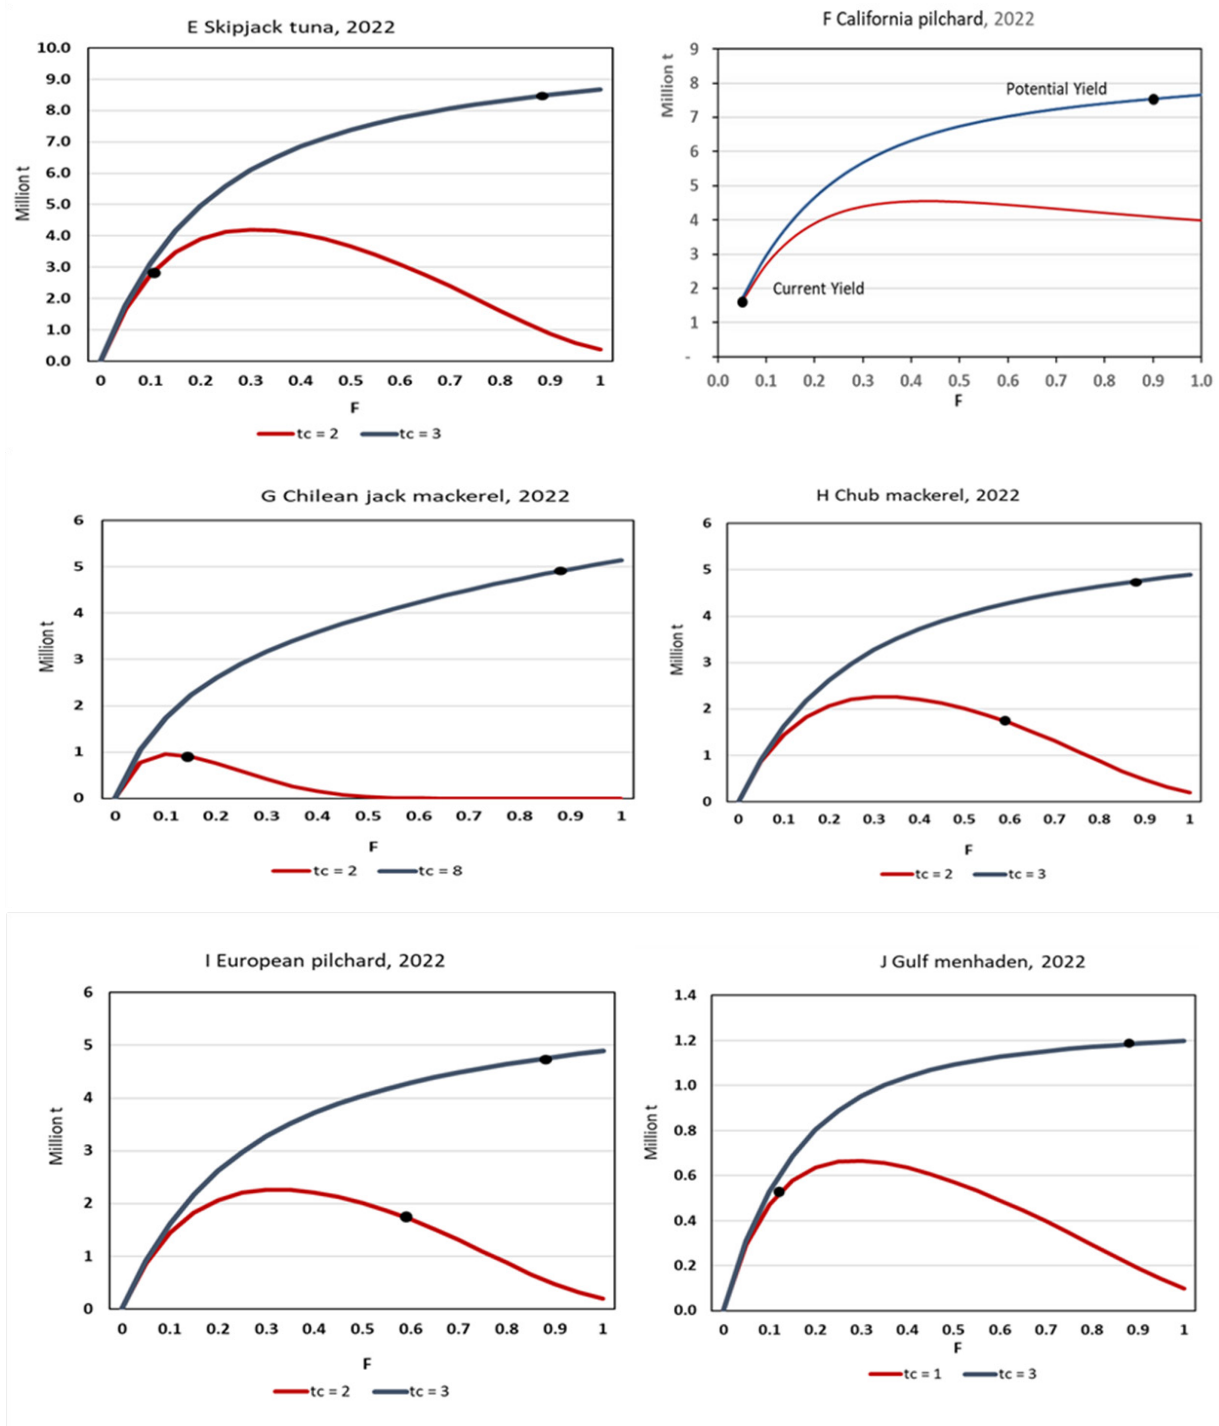 E Skipjack tuna, 2022
10.0
9.0
8.0
7.0
6.0
5.0
4.0
3.0
2.0
1.0
0.0
Million t
0 0.1 0.2 0.3 0.4 0.5 0.6 0.7 0.8 0.9 1
F
tc = 2 tc = 3
F California pilchard, 2022
9
8
7
6
5
4
3
2
1
-
Million t
Potential Yield
Current Yield
0.0 0.1 0.2 0.3 0.4 0.5 0.6 0.7 0.8 0.9 1.0
F
G Chilean jack mackerel, 2022
6
5
4
3
2
1
0
Million t
0 0.1 0.2 0.3 0.4 0.5 0.6 0.7 0.8 0.9 1
F
tc = 2 tc = 8
H Chub mackerel, 2022
6
5
4
3
2
1
0
Million t
0 0.1 0.2 0.3 0.4 0.5 0.6 0.7 0.8 0.9 1
F
tc = 2 tc = 3
I European pilchard, 2022
6
5
4
3
2
1
0
Million t
0 0.1 0.2 0.3 0.4 0.5 0.6 0.7 0.8 0.9 1
F
tc = 2 tc = 3
J Gulf menhaden, 2022
1.4
1.2
1.0
0.8
0.6
0.4
0.2
0.0
Million t
0 0.1 0.2 0.3 0.4 0.5 0.6 0.7 0.8 0.9 1
F
tc = 1 tc = 3